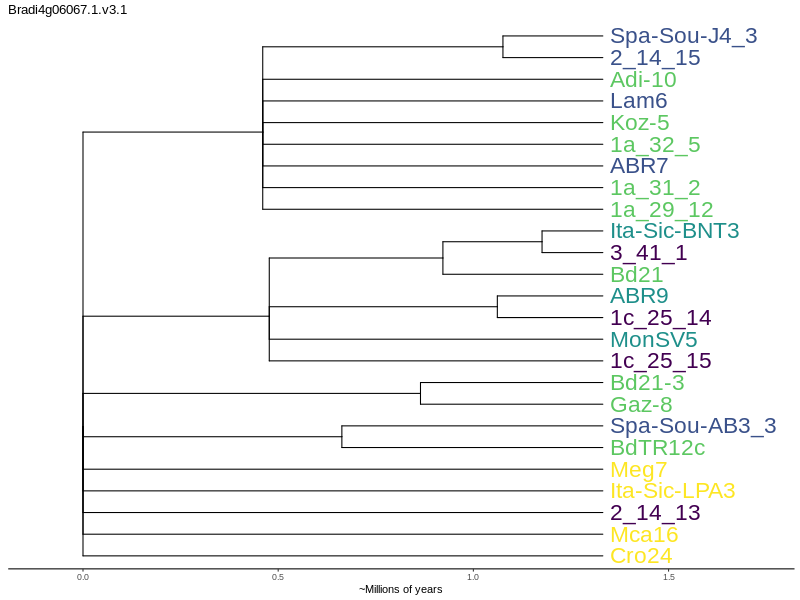 Bradi4g06067.1.v3.1
Spa-Sou-J4_3
2_14_15
Adi-10
Lam6
Koz-5
1a_32_5
ABR7
1a_31_2
1a_29_12
Ita-Sic-BNT3
3_41_1
Bd21
ABR9
1c_25_14
MonSV5
1c_25_15
Bd21-3
Gaz-8
Spa-Sou-AB3_3
BdTR12c
Meg7
Ita-Sic-LPA3
2_14_13
Mca16
Cro24
0.0 0.5 1.0 1.5
~Millions of years